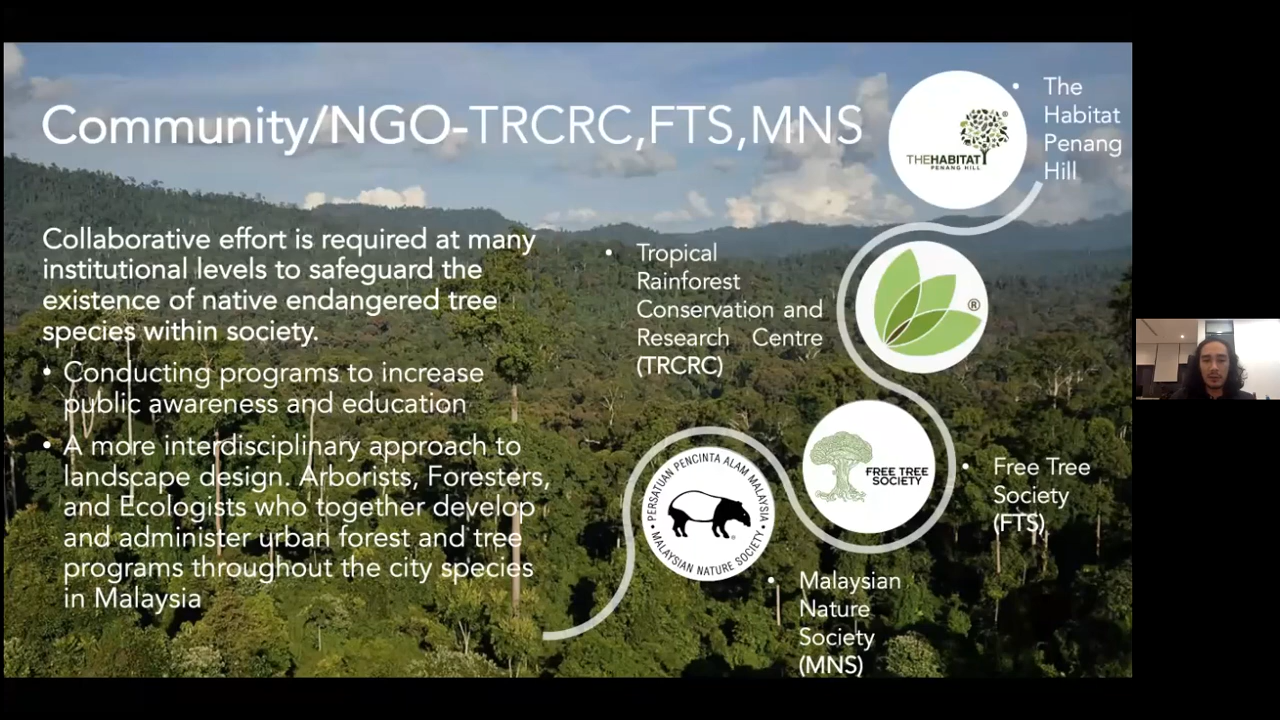 Community/NGO-TRCRC,FTS,MNS
Collaborative effort is required at many
institutional levels to safeguard the
existence of native endangered tree
species within society.
• Conducting programs to increase
public awareness and education
• A more interdisciplinary approach to
landscape design. Arborists, Foresters,
and Ecologists who together develop
and administer urban forest and tree
programs throughout the city species
in Malaysia
THEHABITAT®
PENANG HILL
• The
Habitat
Penang
Hill
• Tropical
Rainforest
Conservation and
Research Centre
(TRCRC)
®
FREE TREE
SOCIETY
• Free Tree
Society
(FTS)
PERSATUAN PENCINTA ALAM MALAYSIA
• MALAYSIAN NATURE SOCIETY •
®
• Malaysian
Nature
Society
(MNS)